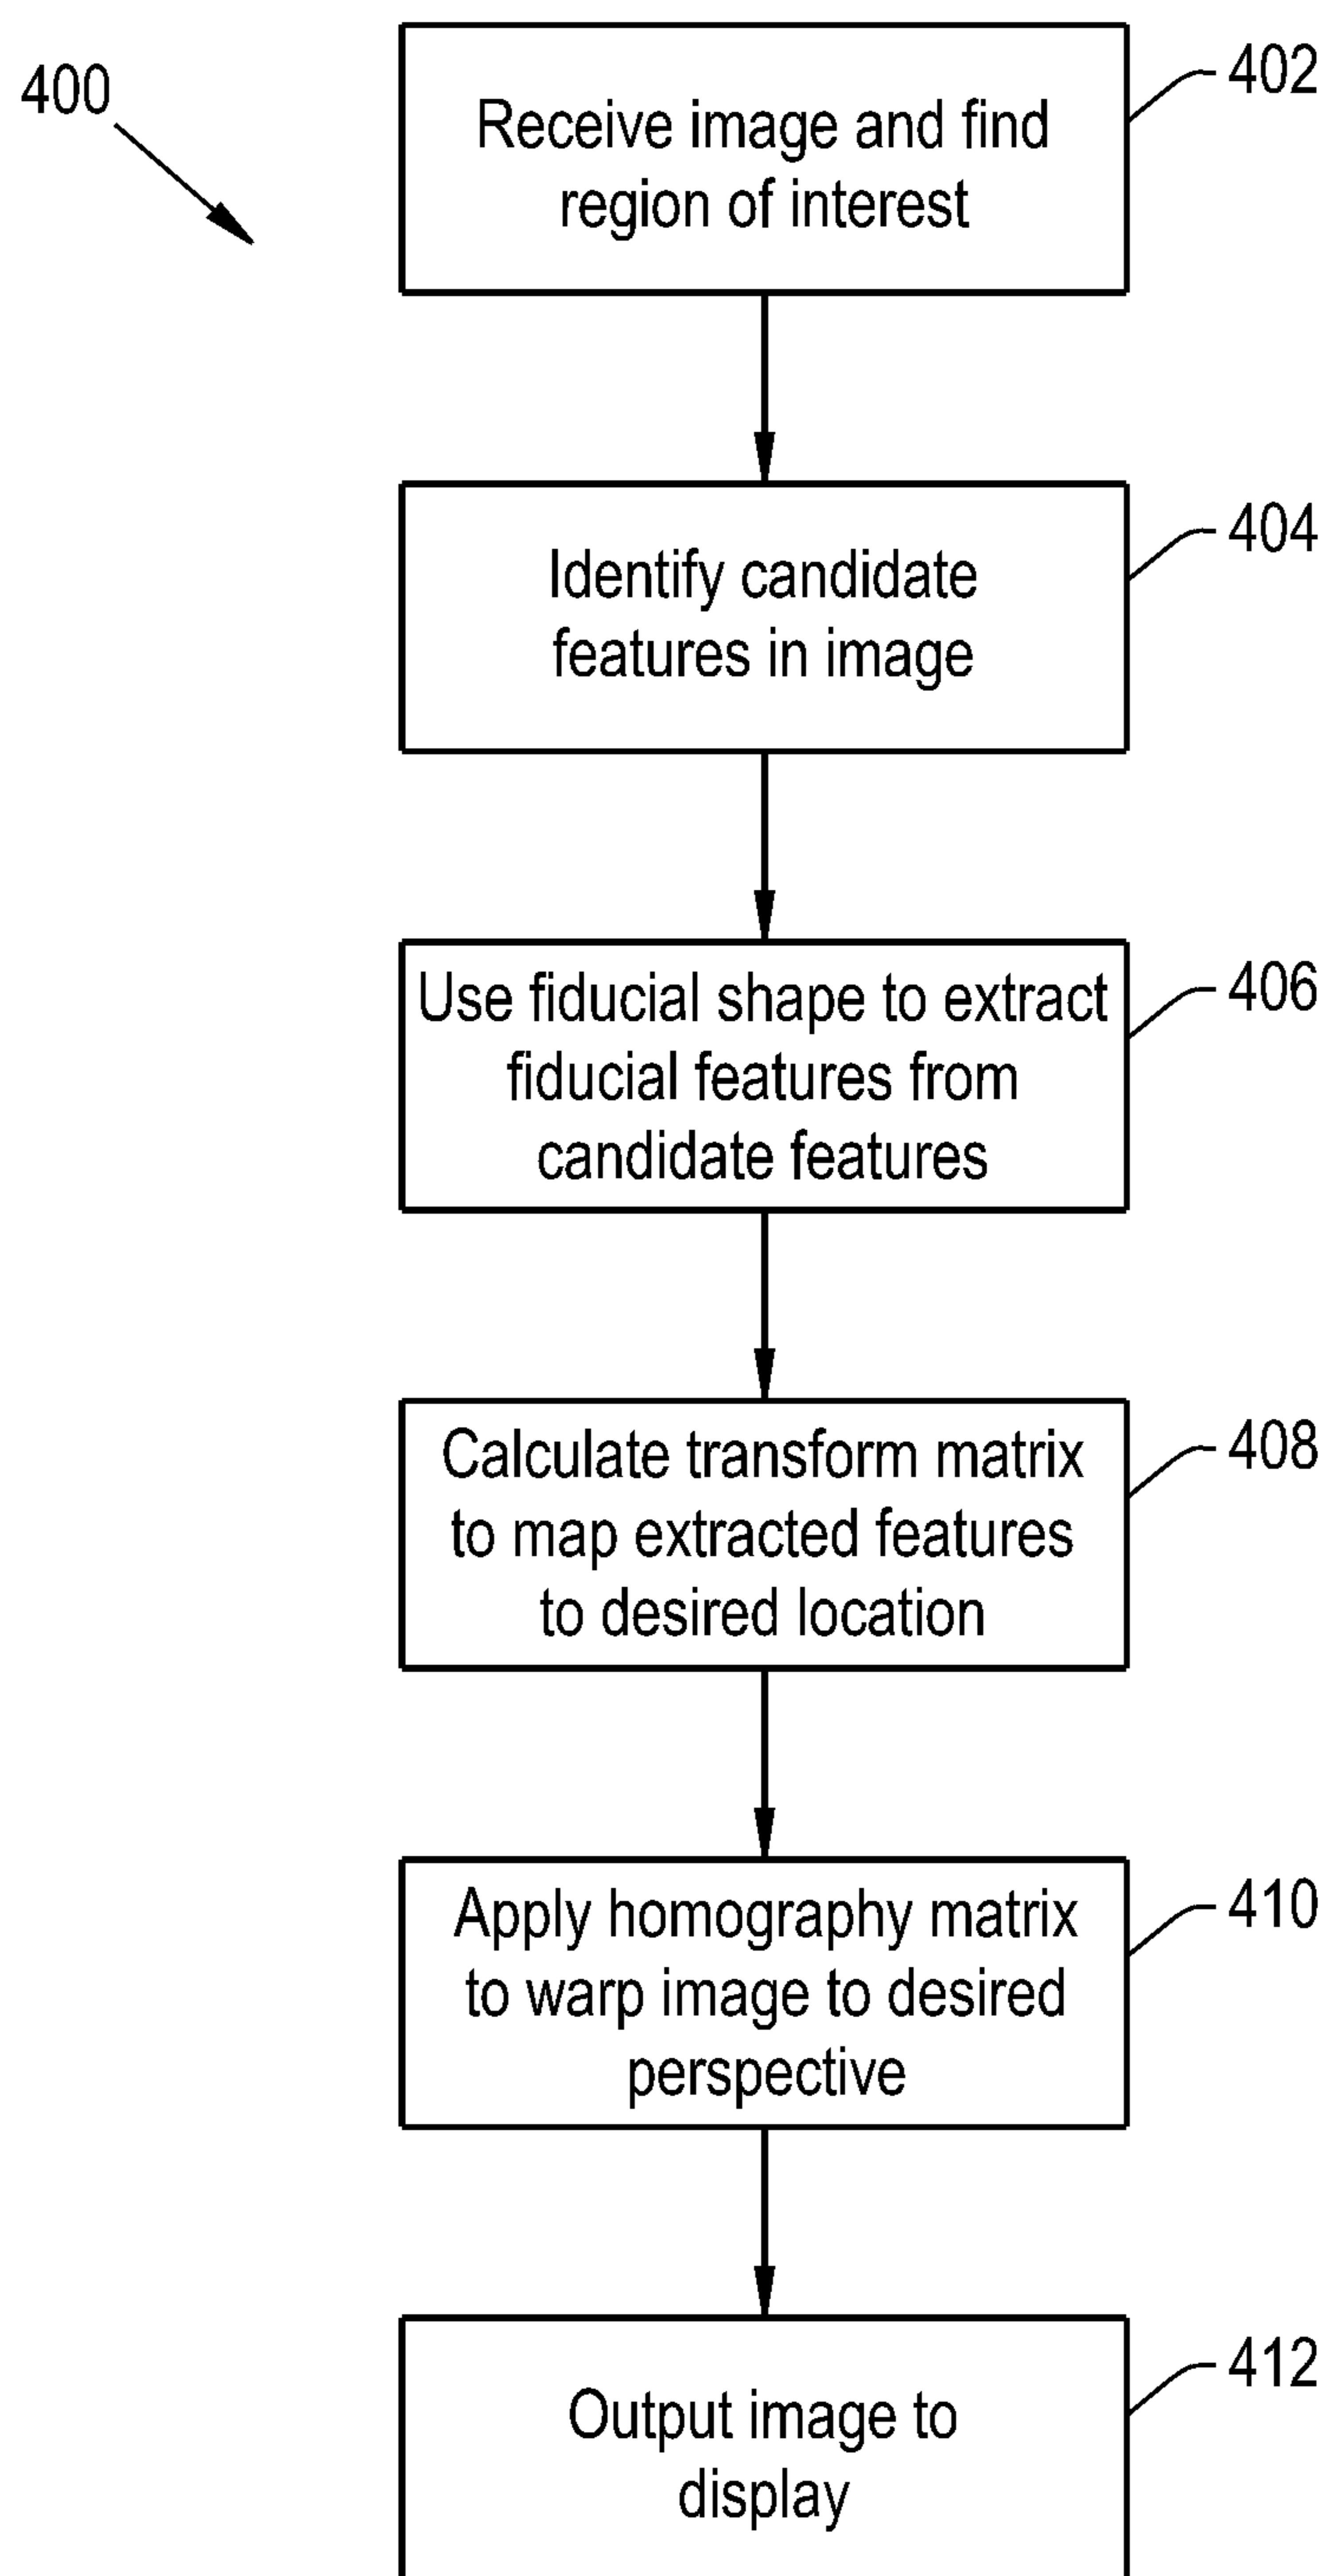 400
402
Receive image and find
region of interest
404
Identify candidate
features in image
406
Use fiducial shape to extract
fiducial features from
candidate features
408
Calculate transform matrix
to map extracted features
to desired location
410
Apply homography matrix
to warp image to desired
perspective
412
Output image to
display